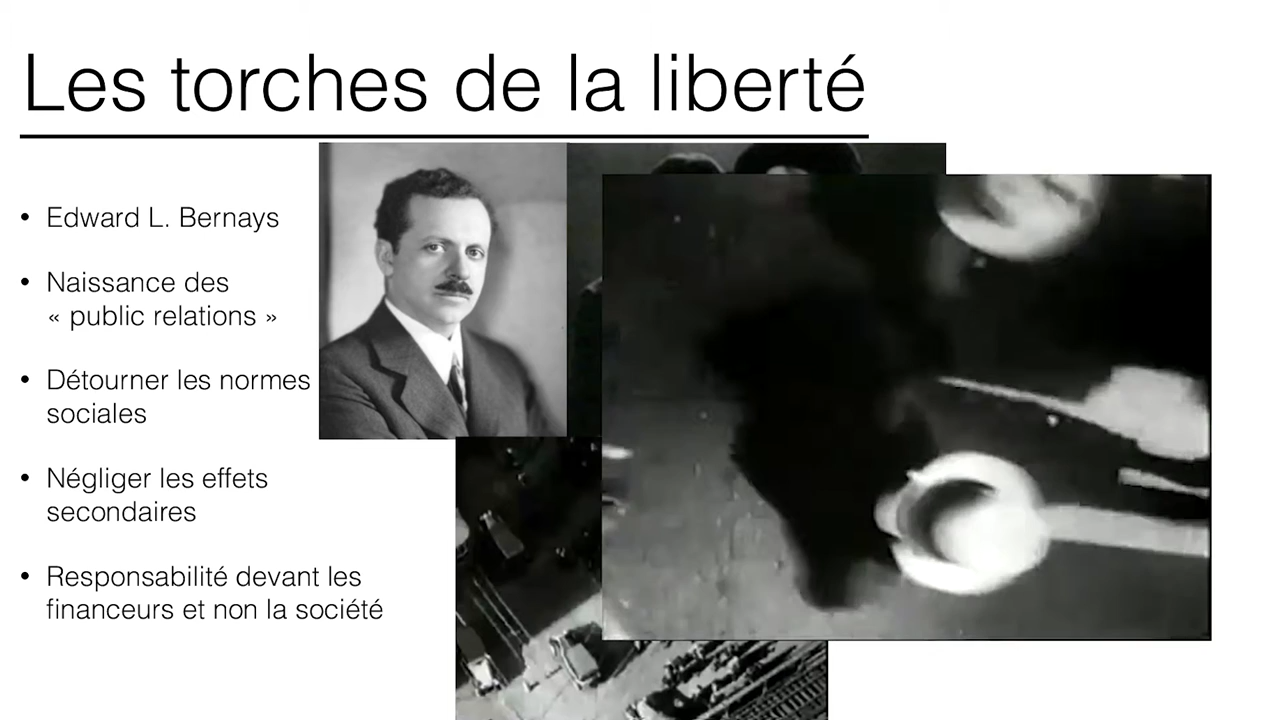 Les torches de la liberté
• Edward L. Bernays
• Naissance des
« public relations »
• Détourner les normes
sociales
• Négliger les effets
secondaires
• Responsabilité devant les
financeurs et non la société